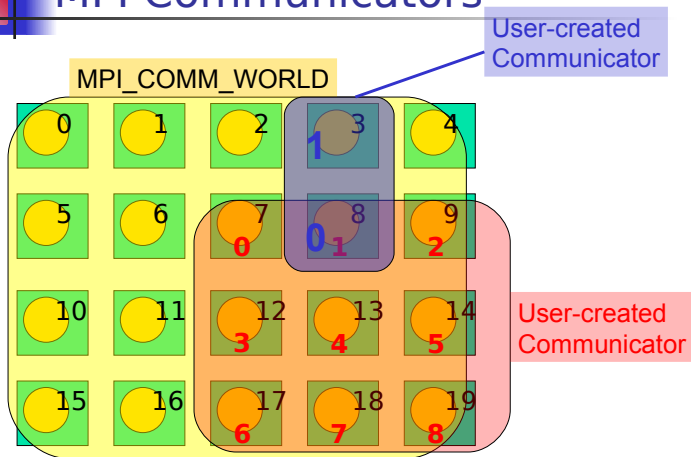 MPI Communicators
User-created
Communicator
MPI_COMM_WORLD
0 1 2 3 4
1
5 6 7 8 9
0 0 1 2
10 11 12 13 14
3 4 5
User-created
Communicator
15 16 17 18 19
6 7 8